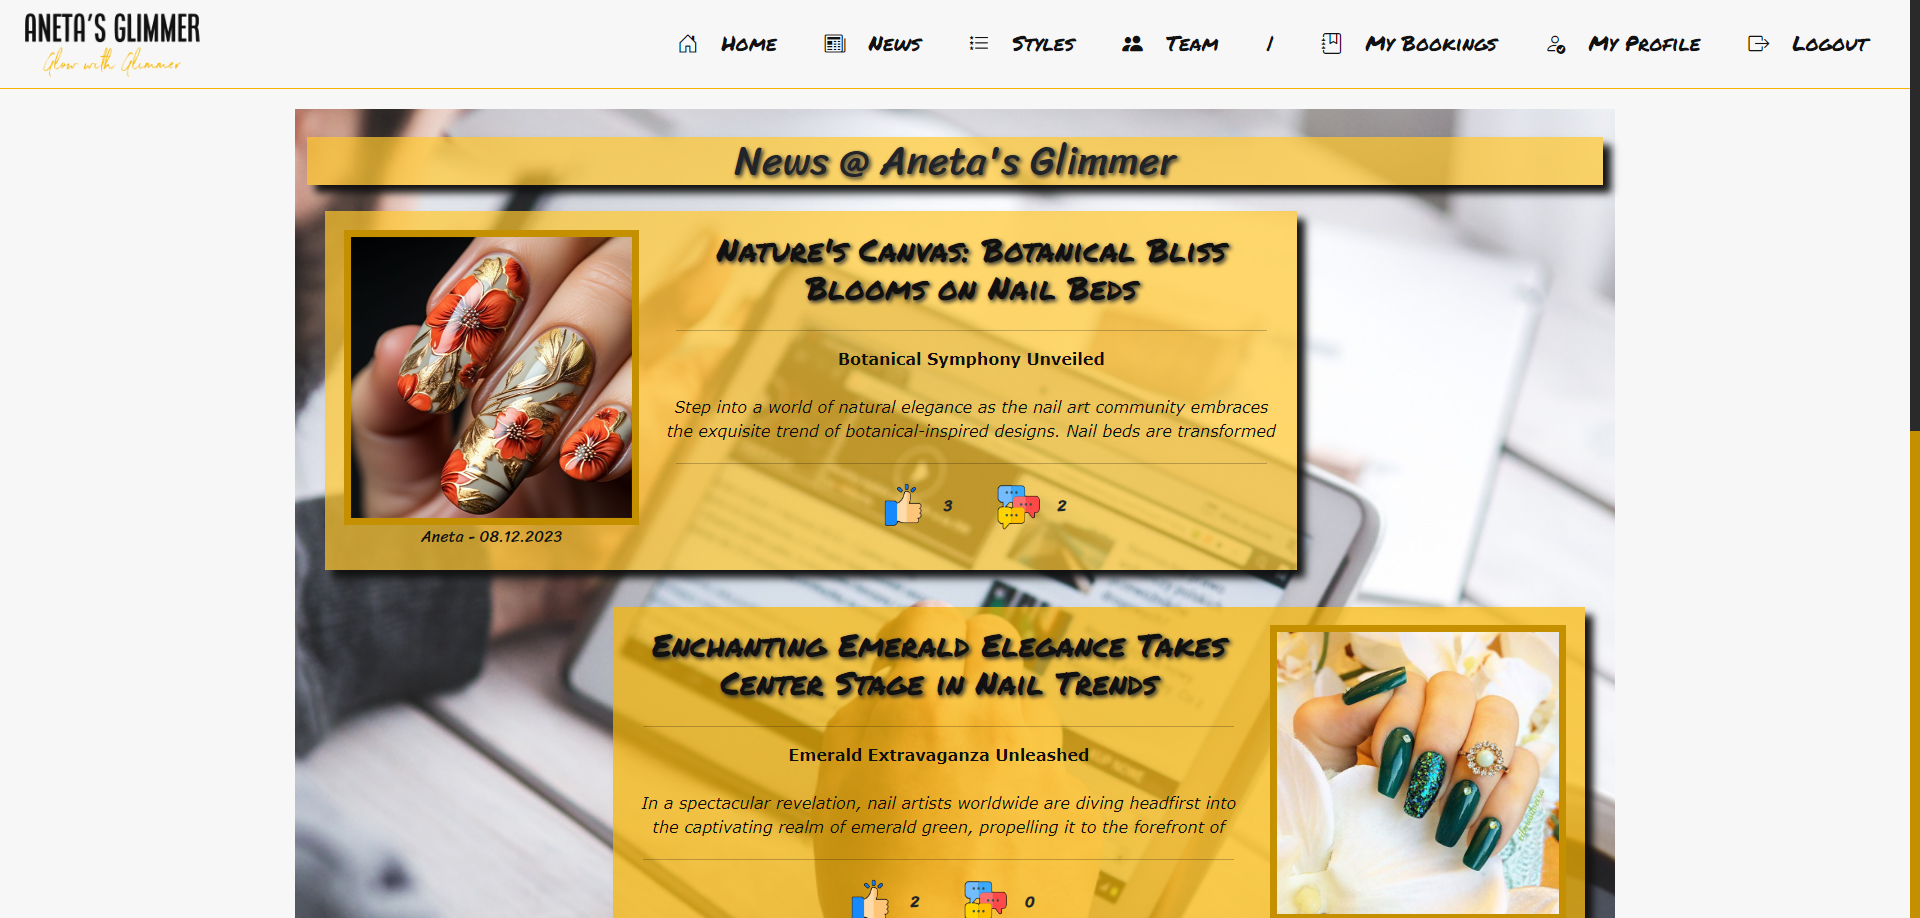 ANETA'S GLIMMER
Glow with Glimmer
Home News Styles Team | My Bookings My Profile Logout
News @ Aneta's Glimmer
Nature's Canvas: Botanical Bliss
Blooms on Nail Beds
Botanical Symphony Unveiled
Step into a world of natural elegance as the nail art community embraces
the exquisite trend of botanical-inspired designs. Nail beds are transformed
3 2
Aneta - 08.12.2023
Enchanting Emerald Elegance Takes
Center Stage in Nail Trends
Emerald Extravaganza Unleashed
In a spectacular revelation, nail artists worldwide are diving headfirst into
the captivating realm of emerald green, propelling it to the forefront of
2 0